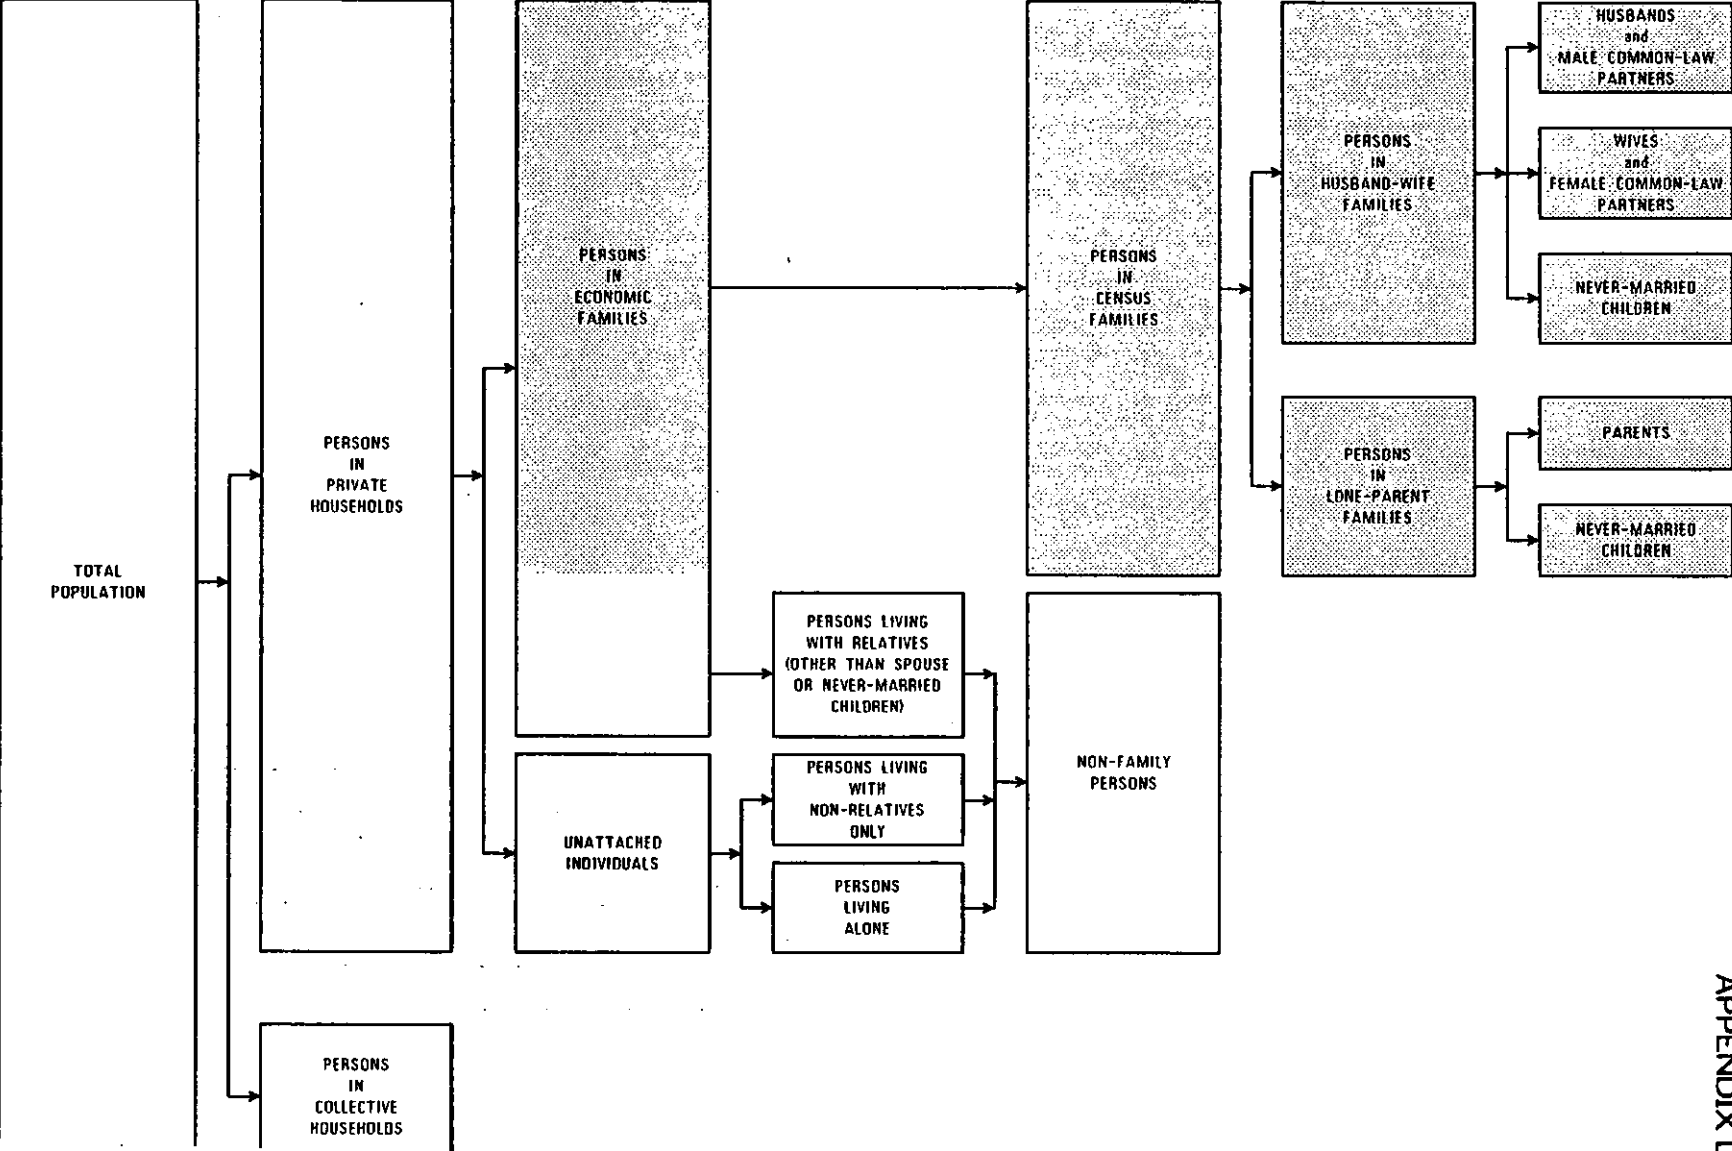 TOTAL
POPULATION
PERSONS
IN
PRIVATE
HOUSEHOLDS
PERSONS
IN
COLLECTIVE
HOUSEHOLDS
PERSONS
IN
ECONOMIC
FAMILIES
UNATTACHED
INDIVIDUALS
PERSONS LIVING
WITH RELATIVES
(OTHER THAN SPOUSE
OR NEVER-MARRIED
CHILDREN)
PERSONS LIVING
WITH
NON-RELATIVES
ONLY
PERSONS
LIVING
ALONE
PERSONS
IN
CENSUS
FAMILIES
NON-FAMILY
PERSONS
PERSONS
IN
HUSBAND-WIFE
FAMILIES
PERSONS
IN
LONE-PARENT
FAMILIES
HUSBANDS
and
MALE COMMON-LAW
PARTNERS
WIVES
and
FEMALE COMMON-LAW
PARTNERS
NEVER-MARRIED
CHILDREN
PARENTS
NEVER-MARRIED
CHILDREN
APPENDIX